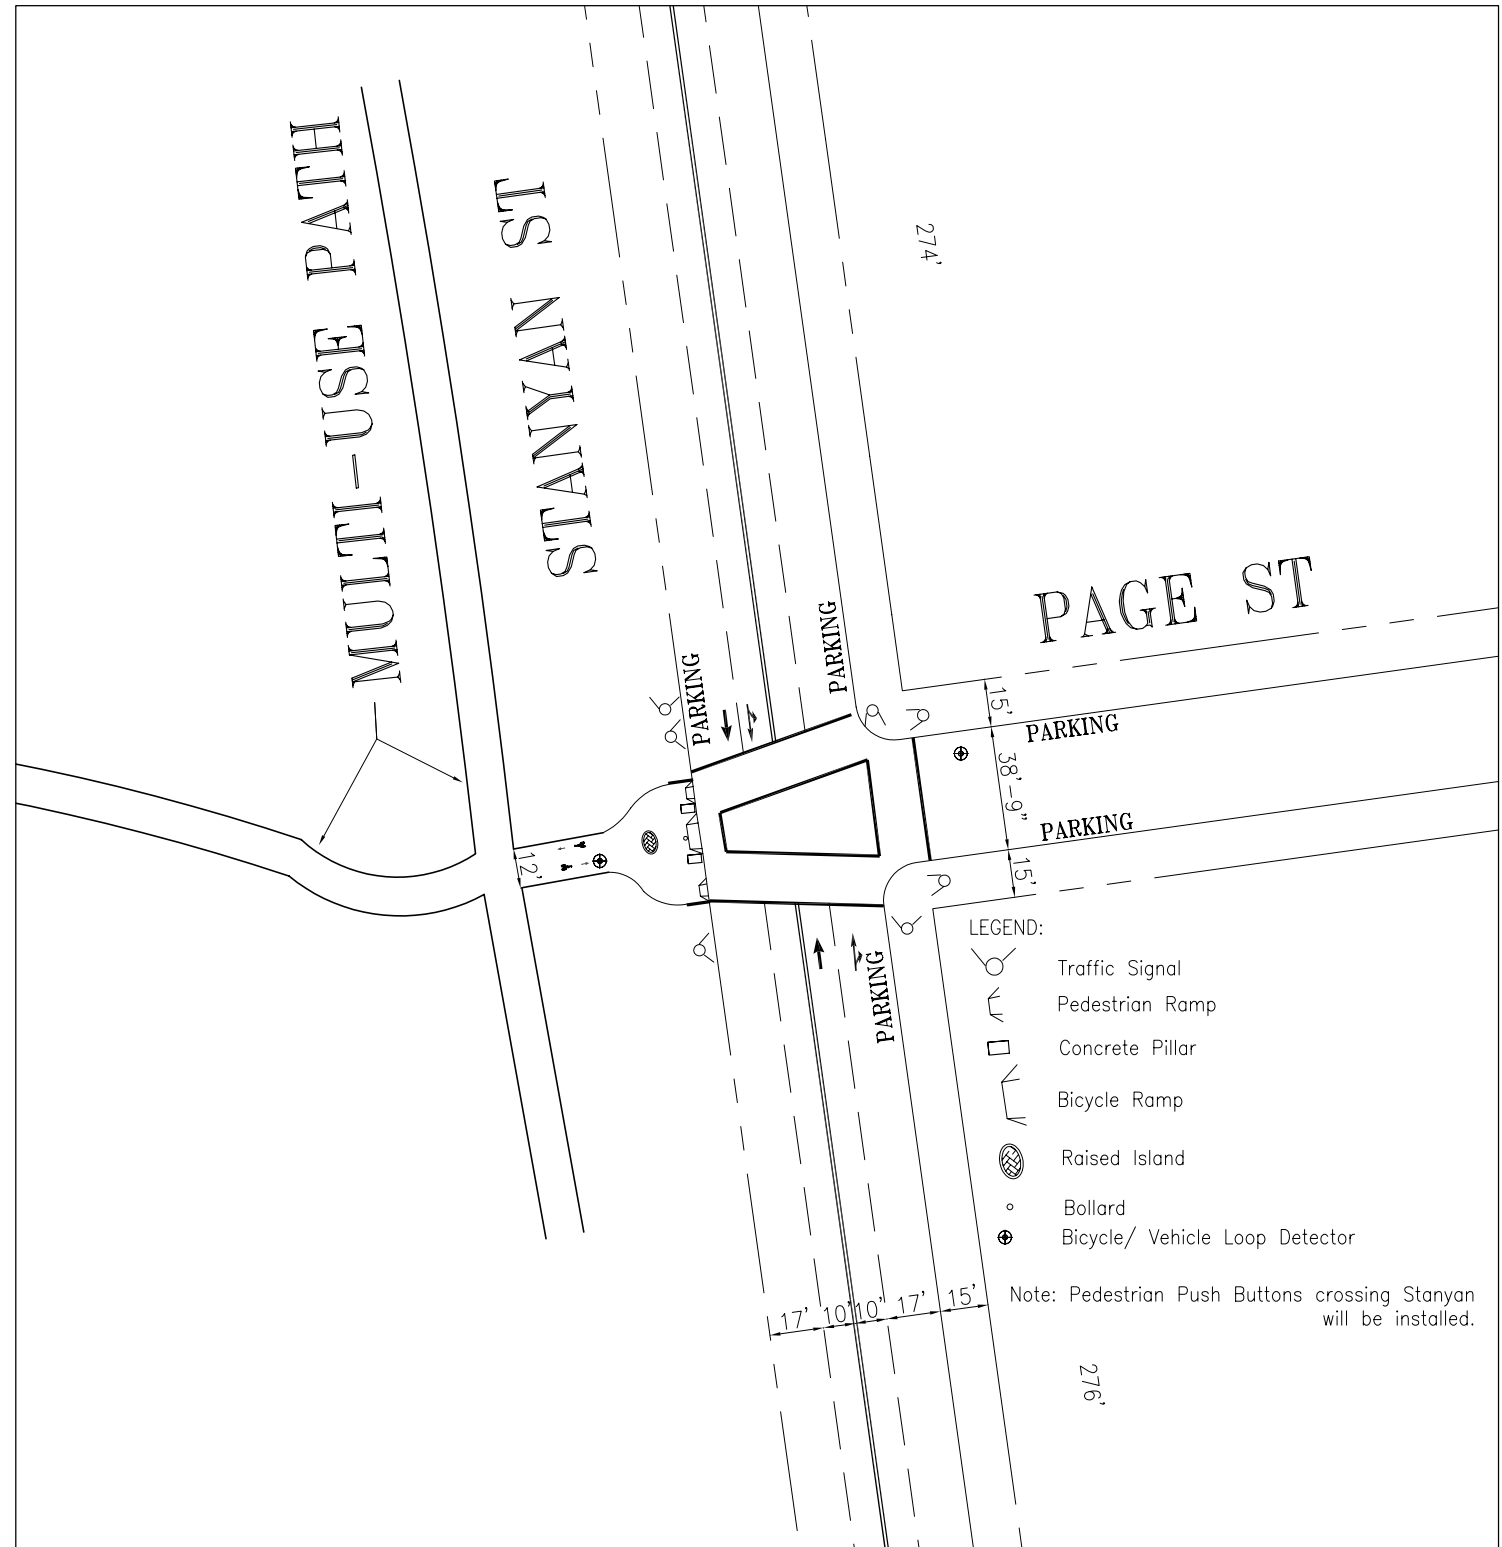 MULTI-USE PATH
STANYAN ST
274'
PAGE ST
PARKING
PARKING
15'
PARKING
38'-9"
PARKING
15'
12'
PARKING
LEGEND:
Traffic Signal
Pedestrian Ramp
Concrete Pillar
Bicycle Ramp
Raised Island
Bollard
Bicycle/ Vehicle Loop Detector
Note: Pedestrian Push Buttons crossing Stanyan
will be installed.
17' 10' 10' 17' 15'
276'